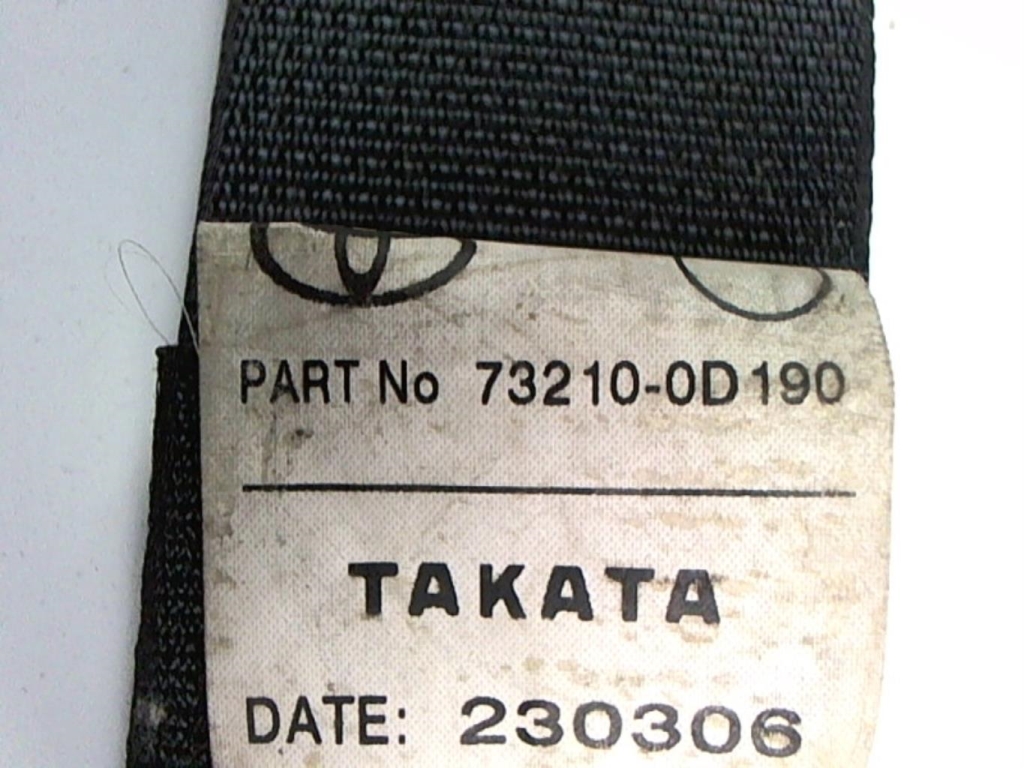 PART No 73210-0D190
TAKATA
DATE: 230306